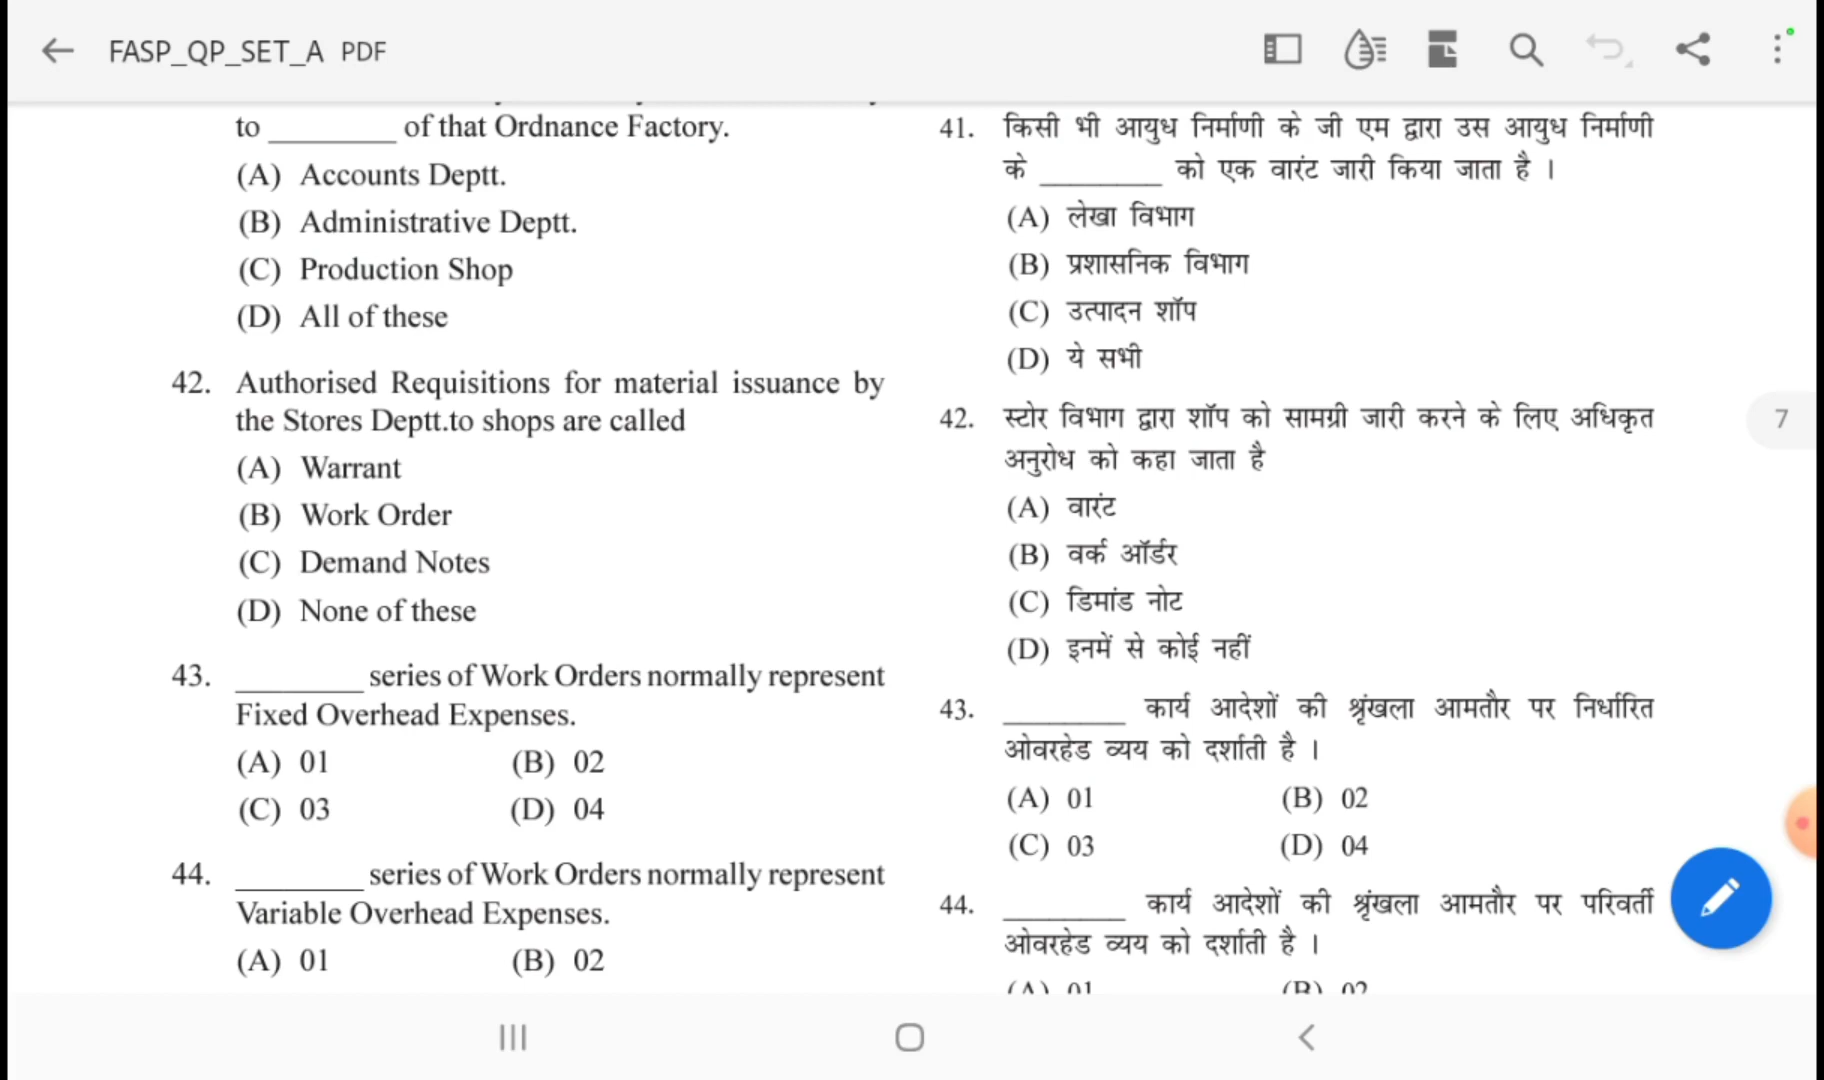 FASP_QP_SET_A PDF
to ________ of that Ordnance Factory.
(A) Accounts Deptt.
(B) Administrative Deptt.
(C) Production Shop
(D) All of these
42. Authorised Requisitions for material issuance by
the Stores Deptt.to shops are called
(A) Warrant
(B) Work Order
(C) Demand Notes
(D) None of these
43. ________ series of Work Orders normally represent
Fixed Overhead Expenses.
(A) 01 (B) 02
(C) 03 (D) 04
44. ________ series of Work Orders normally represent
Variable Overhead Expenses.
(A) 01 (B) 02
41. किसी भी आयुध निर्माणी के जी एम द्वारा उस आयुध निर्माणी
के ________ को एक वारंट जारी किया जाता है ।
(A) लेखा विभाग
(B) प्रशासनिक विभाग
(C) उत्पादन शॉप
(D) ये सभी
42. स्टोर विभाग द्वारा शॉप को सामग्री जारी करने के लिए अधिकृत
अनुरोध को कहा जाता है
(A) वारंट
(B) वर्क ऑर्डर
(C) डिमांड नोट
(D) इनमें से कोई नहीं
43. ________ कार्य आदेशों की श्रृंखला आमतौर पर निर्धारित
ओवरहेड व्यय को दर्शाती है ।
(A) 01 (B) 02
(C) 03 (D) 04
44. ________ कार्य आदेशों की श्रृंखला आमतौर पर परिवर्ती
ओवरहेड व्यय को दर्शाती है ।
(A) 01 (B) 02
7